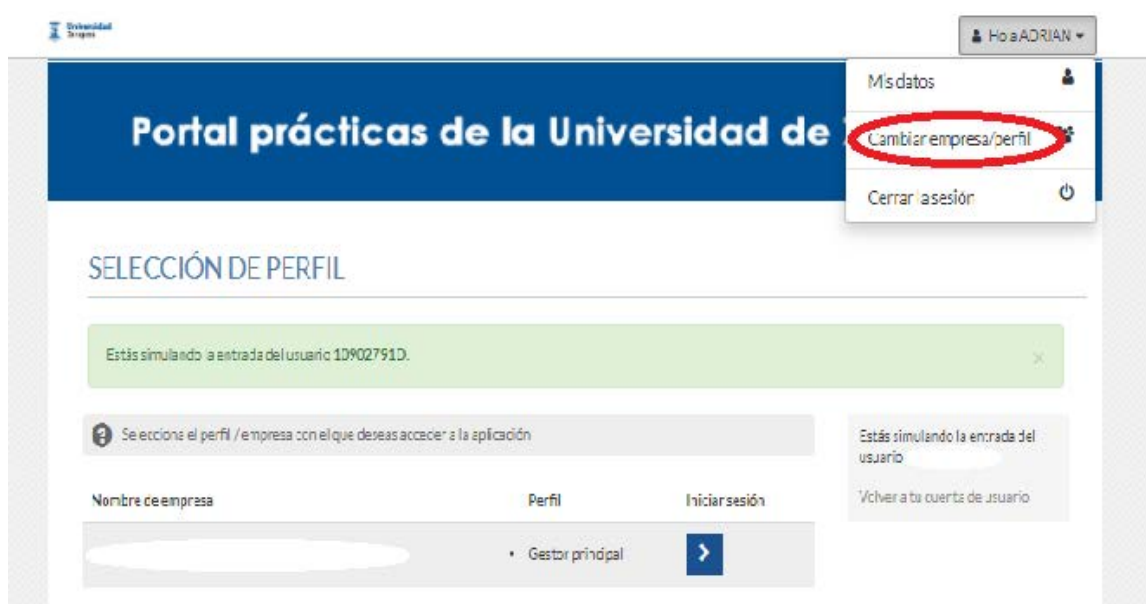 Universidad
Zaragoza
Hola ADRIAN
Mis datos
Portal prácticas de la Universidad de
Cambiar empresa/perfil
Cerrar la sesión
SELECCIÓN DE PERFIL
Estás simulando la entrada del usuario 10902791D.
Selecciona el perfil / empresa con el que deseas acceder a la aplicación
Estás simulando la entrada del
usuario
Volver a tu cuenta de usuario
Nombre de empresa Perfil Iniciar sesión
• Gestor principal